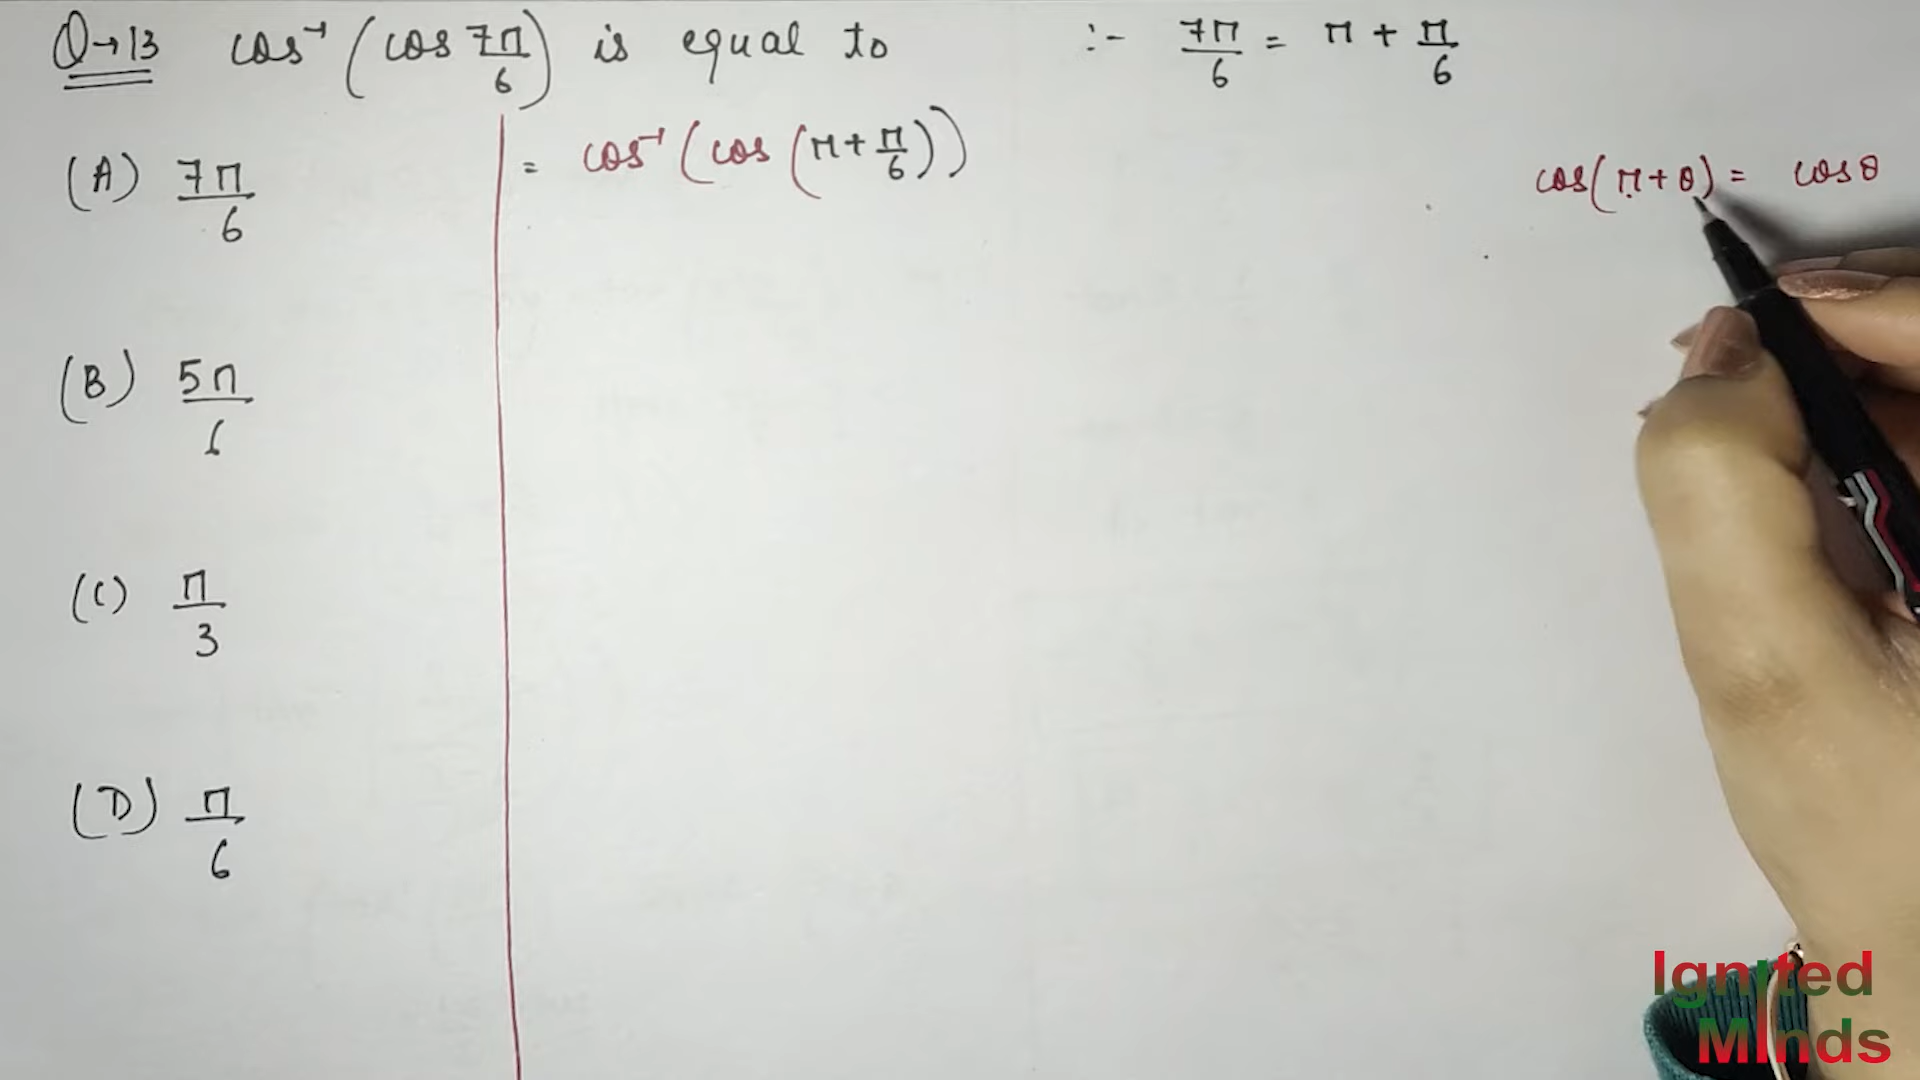 Q→13 cos⁻¹(cos 7π/6) is equal to
:- 7π/6 = π + π/6
= cos⁻¹(cos(π+π/6))
cos(π+θ) = cosθ
(A) 7π/6
(B) 5π/6
(C) π/3
(D) π/6
Ignited
Minds